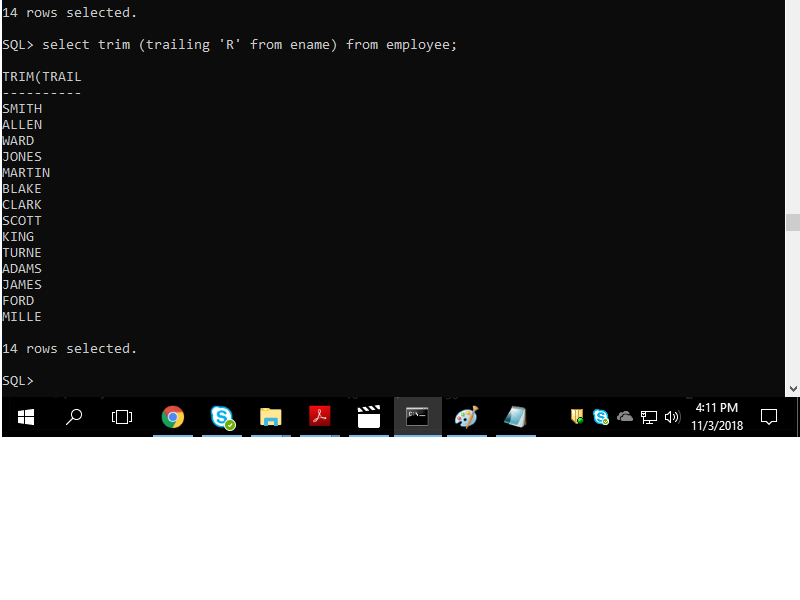 14 rows selected.
SQL> select trim (trailing 'R' from ename) from employee;
TRIM(TRAIL
----------
SMITH
ALLEN
WARD
JONES
MARTIN
BLAKE
CLARK
SCOTT
KING
TURNE
ADAMS
JAMES
FORD
MILLE
14 rows selected.
SQL>
4:11 PM
11/3/2018